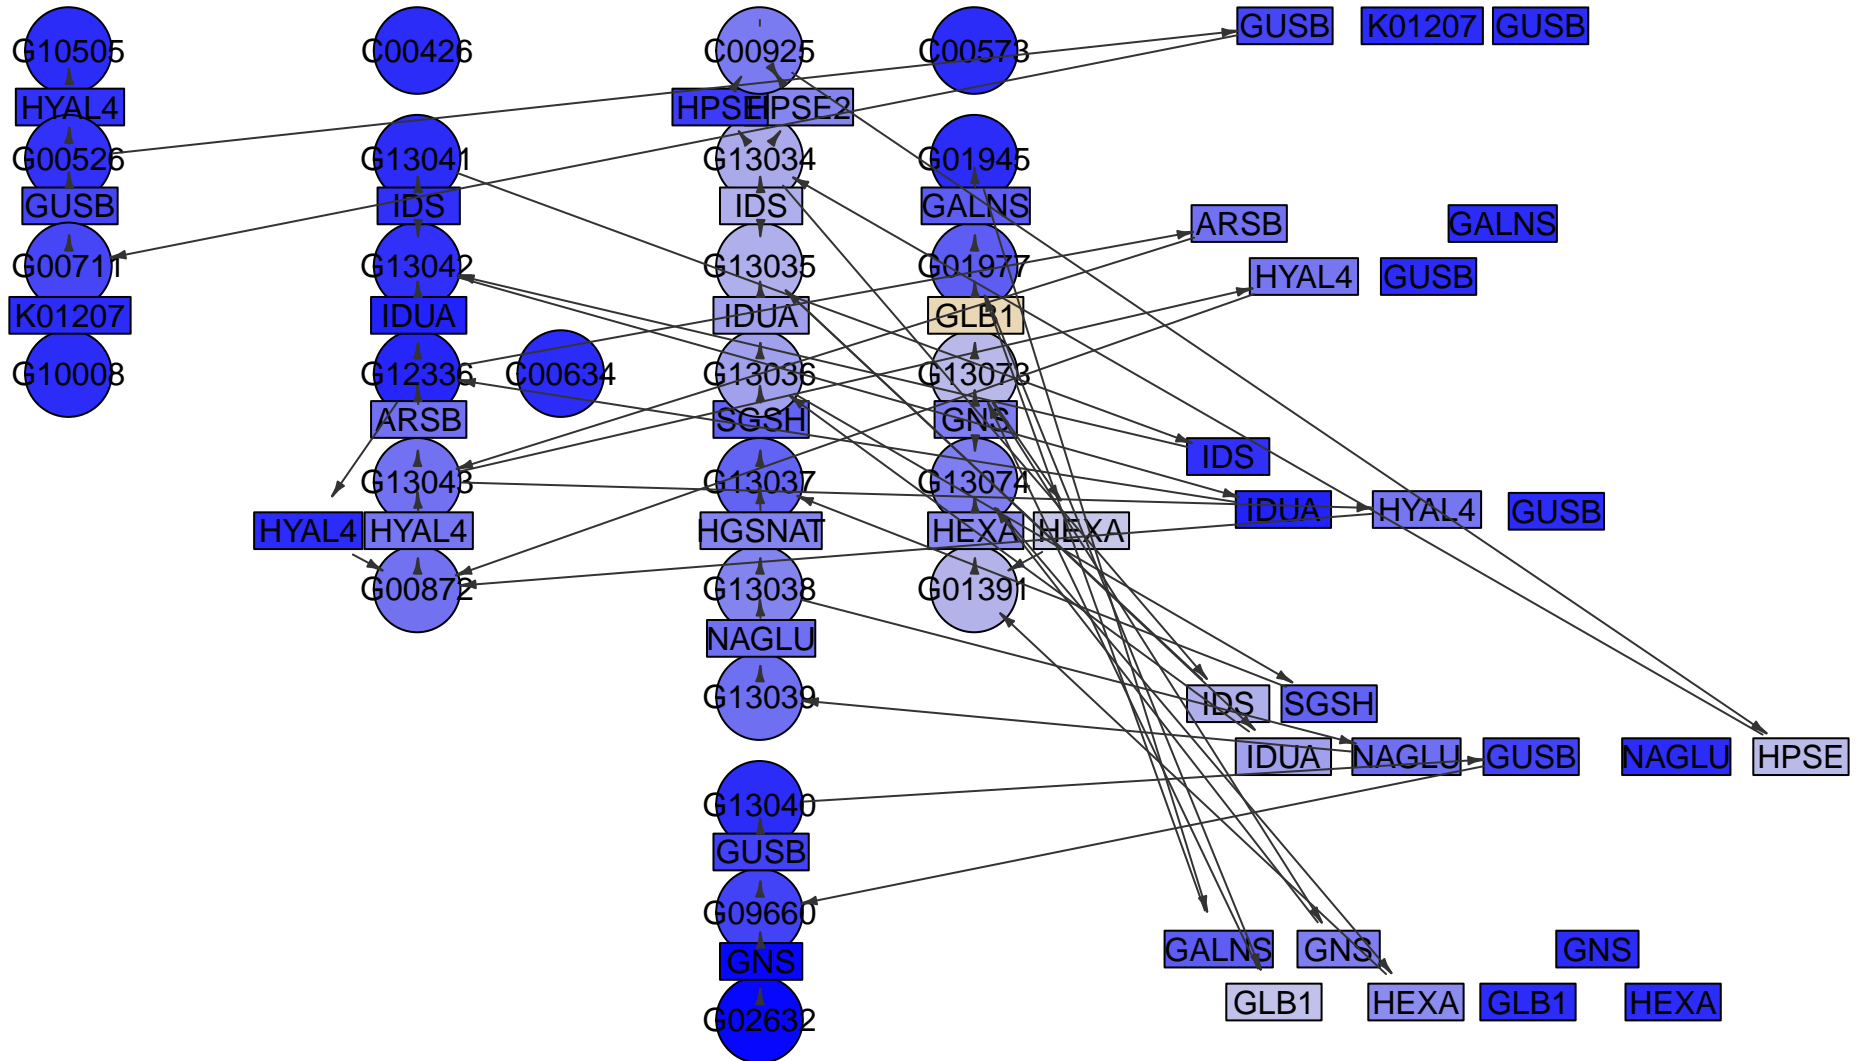 G10505 C00426 C00925 C00573 GUSB K01207 GUSB
HYAL4 HPSE HPSE2
G00526 G13041 G13034 G01945
GUSB IDS IDS GALNS ARSB GALNS
G00711 G13042 G13035 G01977 HYAL4 GUSB
K01207 IDUA IDUA GLB1
G10008 G12336 C00634 G13036 G13073
ARSB SGSH GNS
IDS
G13043 G13037 G13074 IDUA HYAL4 GUSB
HYAL4 HYAL4 HGSNAT HEXA HEXA
G00872 G13038 G01391
NAGLU
G13039 IDS SGSH
IDUA NAGLU GUSB NAGLU HPSE
G13040
GUSB
G09660
GNS GALNS GNS GNS
G02632 GLB1 HEXA GLB1 HEXA